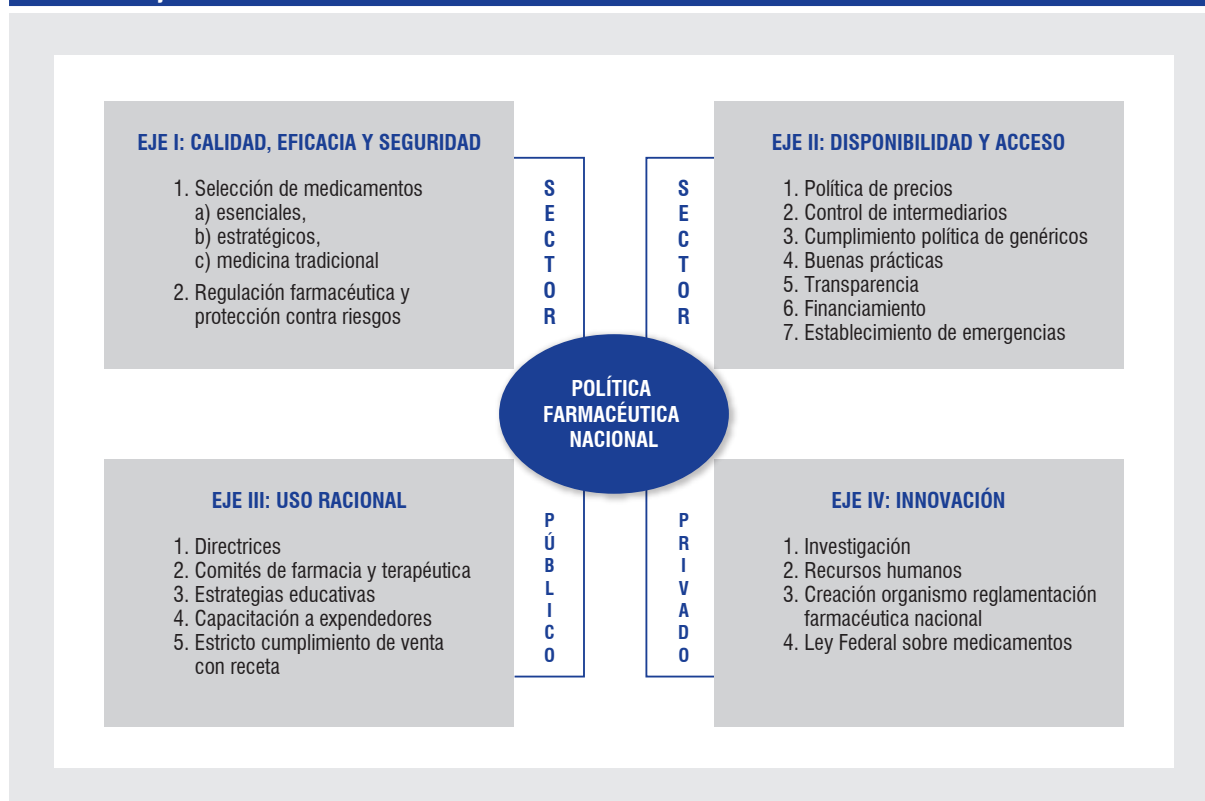 EJE I: CALIDAD, EFICACIA Y SEGURIDAD
1. Selección de medicamentos
a) esenciales,
b) estratégicos,
c) medicina tradicional
2. Regulación farmacéutica y
protección contra riesgos
SECTOR
SECTOR
EJE II: DISPONIBILIDAD Y ACCESO
1. Política de precios
2. Control de intermediarios
3. Cumplimiento política de genéricos
4. Buenas prácticas
5. Transparencia
6. Financiamiento
7. Establecimiento de emergencias
POLÍTICA
FARMACÉUTICA
NACIONAL
EJE III: USO RACIONAL
1. Directrices
2. Comités de farmacia y terapéutica
3. Estrategias educativas
4. Capacitación a expendedores
5. Estricto cumplimiento de venta
con receta
PÚBLICO
PRIVADO
EJE IV: INNOVACIÓN
1. Investigación
2. Recursos humanos
3. Creación organismo reglamentación
farmacéutica nacional
4. Ley Federal sobre medicamentos